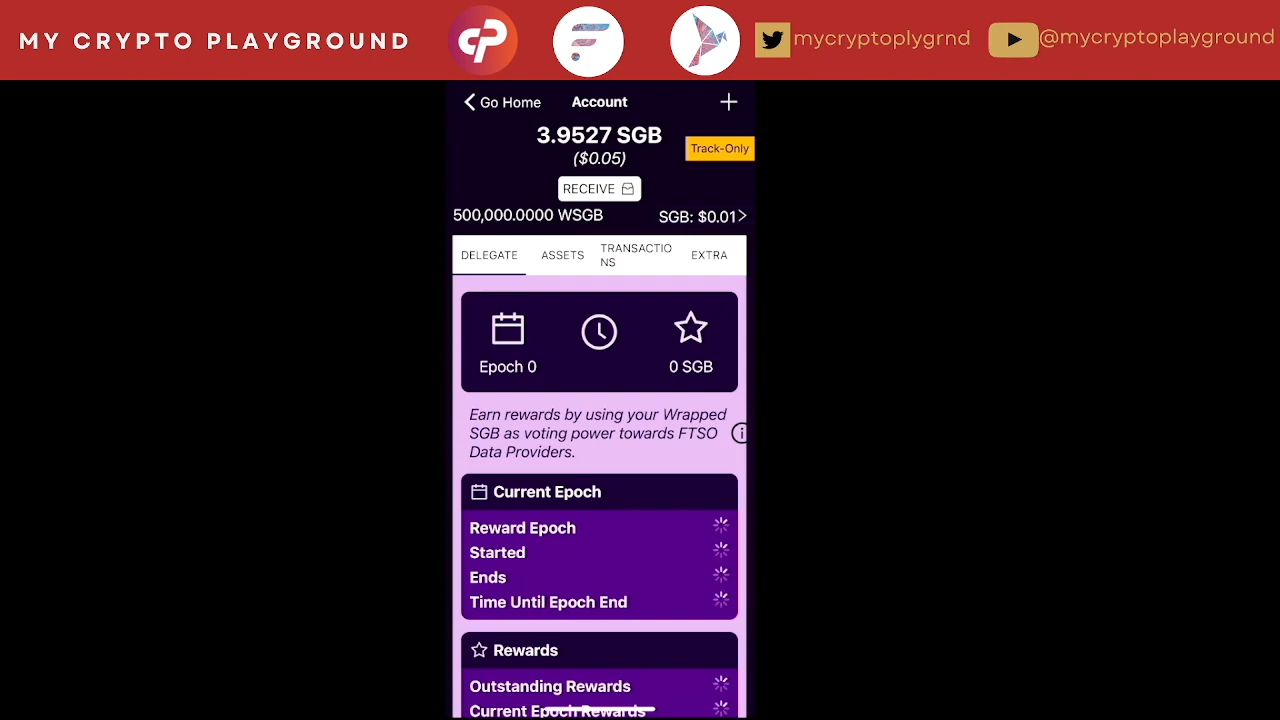 MY CRYPTO PLAYGROUND
mycryptoplygrnd
@mycryptoplayground
Go Home
Account
3.9527 SGB
($0.05)
Track-Only
RECEIVE
500,000.0000 WSGB
SGB: $0.01
DELEGATE
ASSETS
TRANSACTIO
NS
EXTRA
Epoch 0
0 SGB
Earn rewards by using your Wrapped
SGB as voting power towards FTSO
Data Providers.
Current Epoch
Reward Epoch
Started
Ends
Time Until Epoch End
Rewards
Outstanding Rewards
Current Epoch Rewards